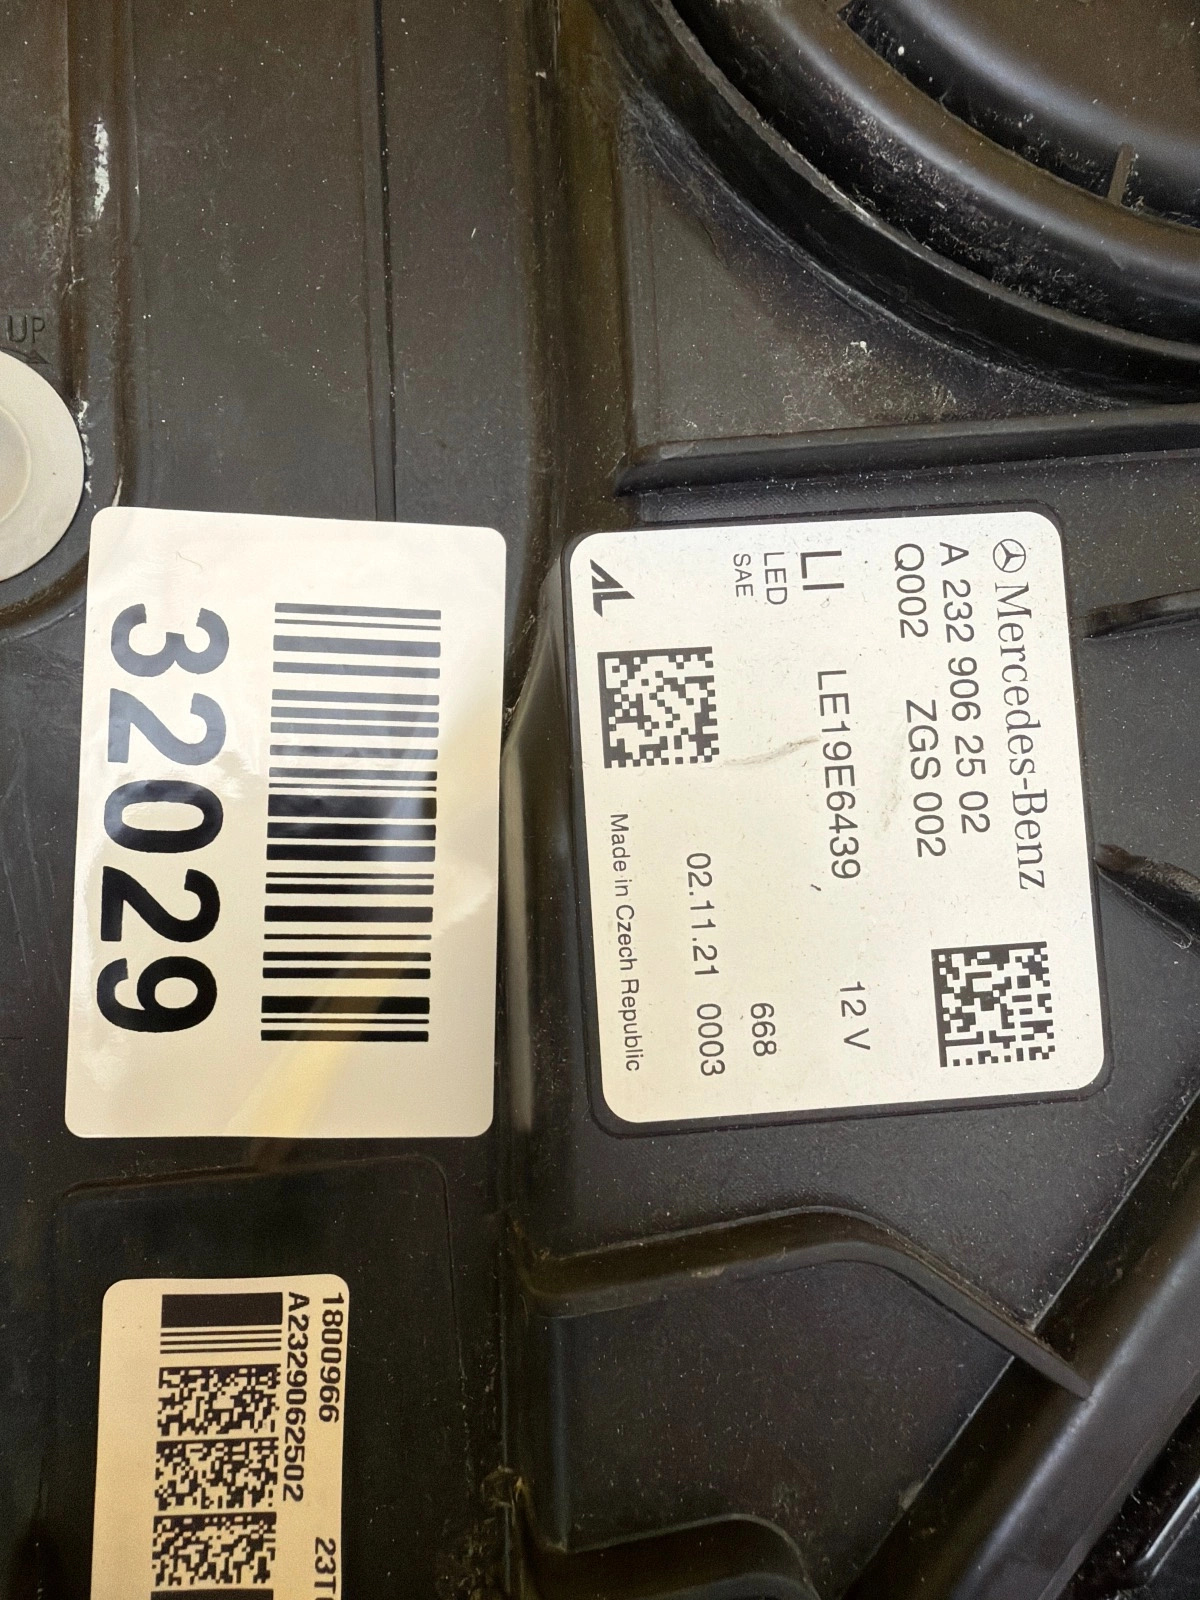 UP
32029
Mercedes-Benz
A 232 906 25 02
Q002 ZGS 002
LI LE19E6439 12 V
LED
SAE 668
02.11.21 0003
AL Made in Czech Republic
1800966
A2329062502